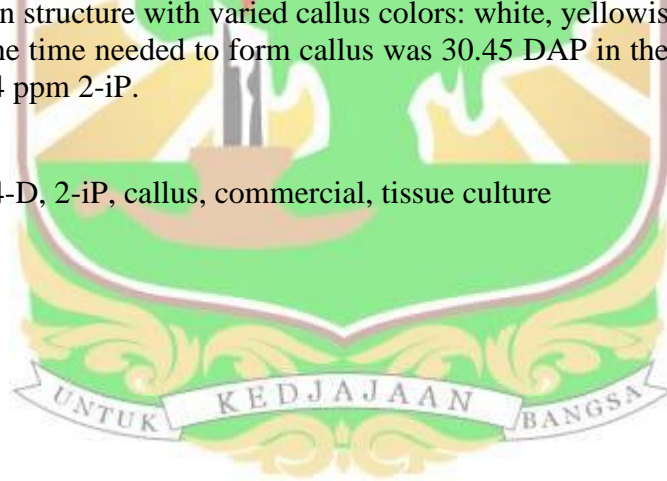 n structure with varied callus colors: white, yellowis
ne time needed to form callus was 30.45 DAP in the
4 ppm 2-iP.
4-D, 2-iP, callus, commercial, tissue culture
UNTUK KEDJAJAAN BANGSA